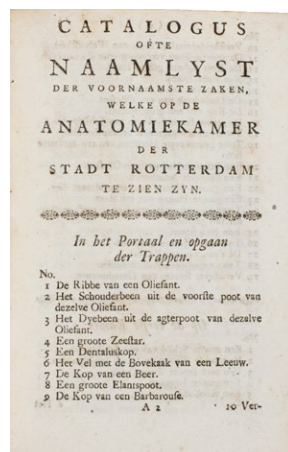 CATALOGUS
OFTE
NAAMLYST
DER VOORNAAMSTE ZAKEN,
WELKE OP DE
ANATOMIEKAMER
DER
STADT ROTTERDAM
TE ZIEN ZYN.
In het Portaal en opgaan
der Trappen.
No.
1 De Ribbe van een Olifant.
2 Het Schouderbeen uit de voorste poot van
dezelve Olifant.
3 Het Dyebeen uit de agterpoot van dezelve
Olifant.
4 Een groote Zeestar.
5 Een Dentaluskop.
6 Het Vel met de Bovekaak van een Leeuw.
7 De Kop van een Beer.
8 Een groote Elantspoot.
9 De Kop van een Barbarouse.
A 2 10 Ver-